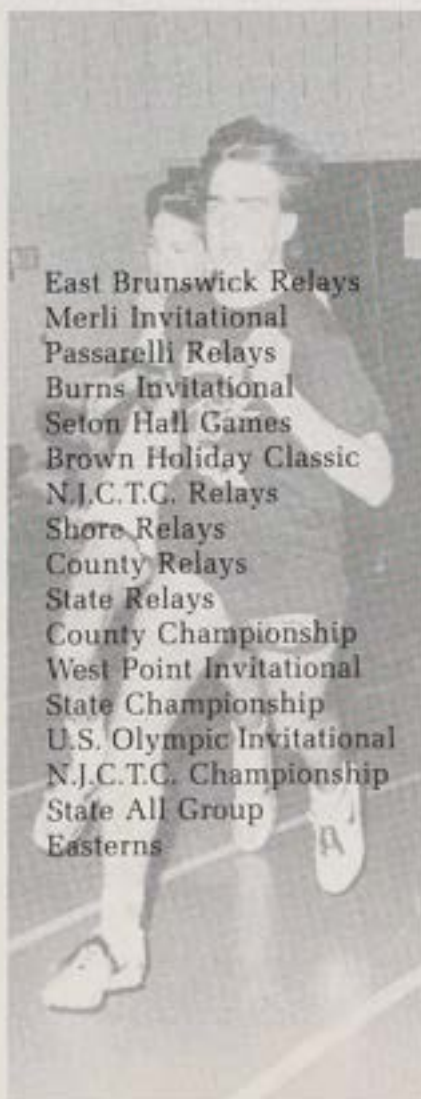 East Brunswick Relays
Merli Invitational
Passarelli Relays
Burns Invitational
Seton Hall Games
Brown Holiday Classic
N.J.C.T.C. Relays
Shore Relays
County Relays
State Relays
County Championship
West Point Invitational
State Championship
U.S. Olympic Invitational
N.J.C.T.C. Championship
State All Group
Easterns